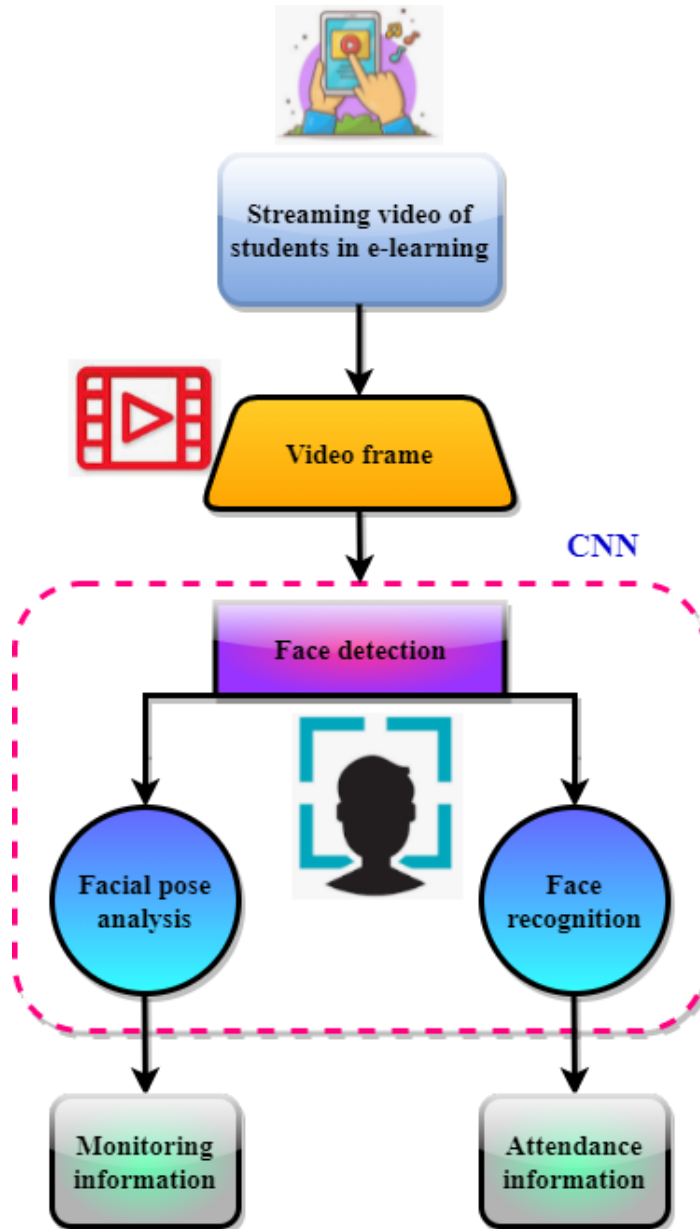 Streaming video of
students in e-learning
Video frame
CNN
Face detection
Facial pose
analysis
Face
recognition
Monitoring
information
Attendance
information